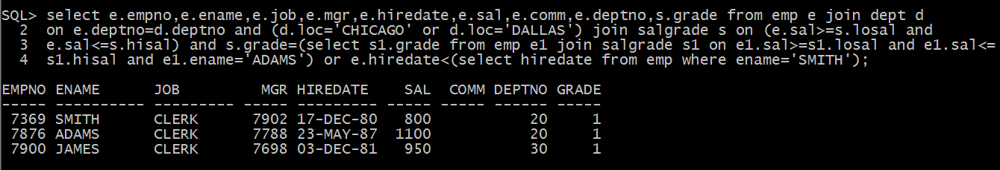 SQL> select e.empno,e.ename,e.job,e.mgr,e.hiredate,e.sal,e.comm,e.deptno,s.grade from emp e join dept d
2 on e.deptno=d.deptno and (d.loc='CHICAGO' or d.loc='DALLAS') join salgrade s on (e.sal>=s.losal and
3 e.sal<=s.hisal) and s.grade=(select s1.grade from emp e1 join salgrade s1 on e1.sal>=s1.losal and e1.sal<=
4 s1.hisal and e1.ename='ADAMS') or e.hiredate<(select hiredate from emp where ename='SMITH');
EMPNO ENAME JOB MGR HIREDATE SAL COMM DEPTNO GRADE
----- ---------- --------- ----- --------- ----- ----- ------ -----
7369 SMITH CLERK 7902 17-DEC-80 800 20 1
7876 ADAMS CLERK 7788 23-MAY-87 1100 20 1
7900 JAMES CLERK 7698 03-DEC-81 950 30 1